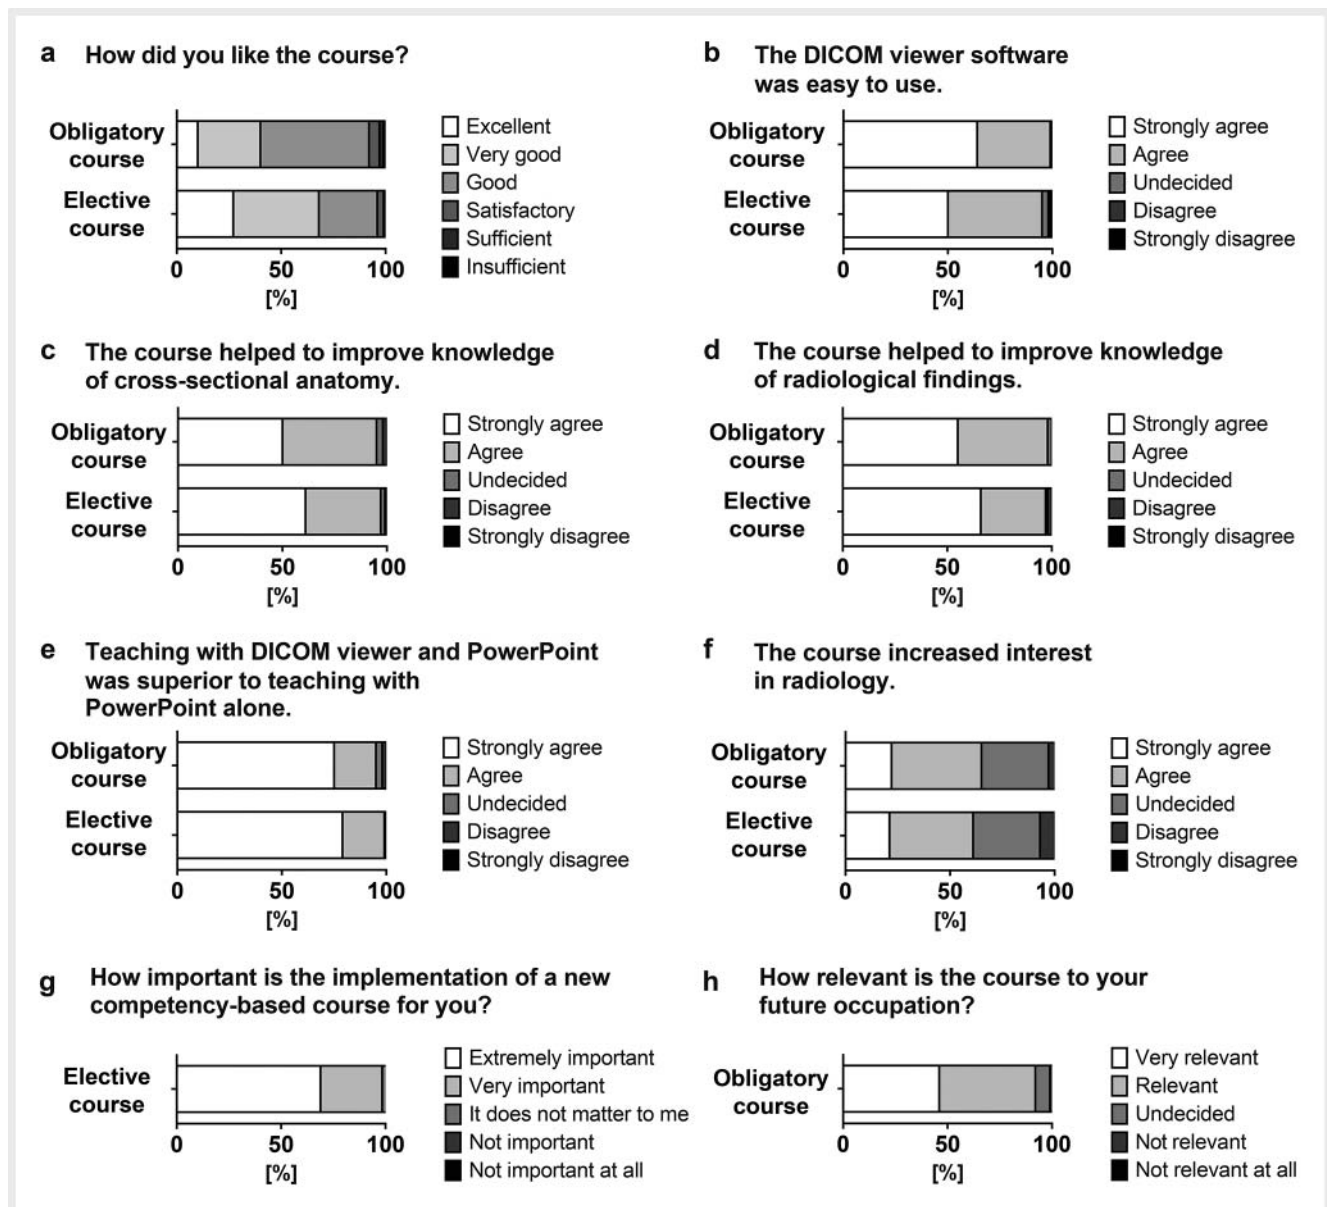 a How did you like the course?
Obligatory
course
Elective
course
0 50 100
[%]
Excellent
Very good
Good
Satisfactory
Sufficient
Insufficient
b The DICOM viewer software
was easy to use.
Obligatory
course
Elective
course
0 50 100
[%]
Strongly agree
Agree
Undecided
Disagree
Strongly disagree
c The course helped to improve knowledge
of cross-sectional anatomy.
Obligatory
course
Elective
course
0 50 100
[%]
Strongly agree
Agree
Undecided
Disagree
Strongly disagree
d The course helped to improve knowledge
of radiological findings.
Obligatory
course
Elective
course
0 50 100
[%]
Strongly agree
Agree
Undecided
Disagree
Strongly disagree
e Teaching with DICOM viewer and PowerPoint
was superior to teaching with
PowerPoint alone.
Obligatory
course
Elective
course
0 50 100
[%]
Strongly agree
Agree
Undecided
Disagree
Strongly disagree
f The course increased interest
in radiology.
Obligatory
course
Elective
course
0 50 100
[%]
Strongly agree
Agree
Undecided
Disagree
Strongly disagree
g How important is the implementation of a new
competency-based course for you?
Elective
course
0 50 100
[%]
Extremely important
Very important
It does not matter to me
Not important
Not important at all
h How relevant is the course to your
future occupation?
Obligatory
course
0 50 100
[%]
Very relevant
Relevant
Undecided
Not relevant
Not relevant at all